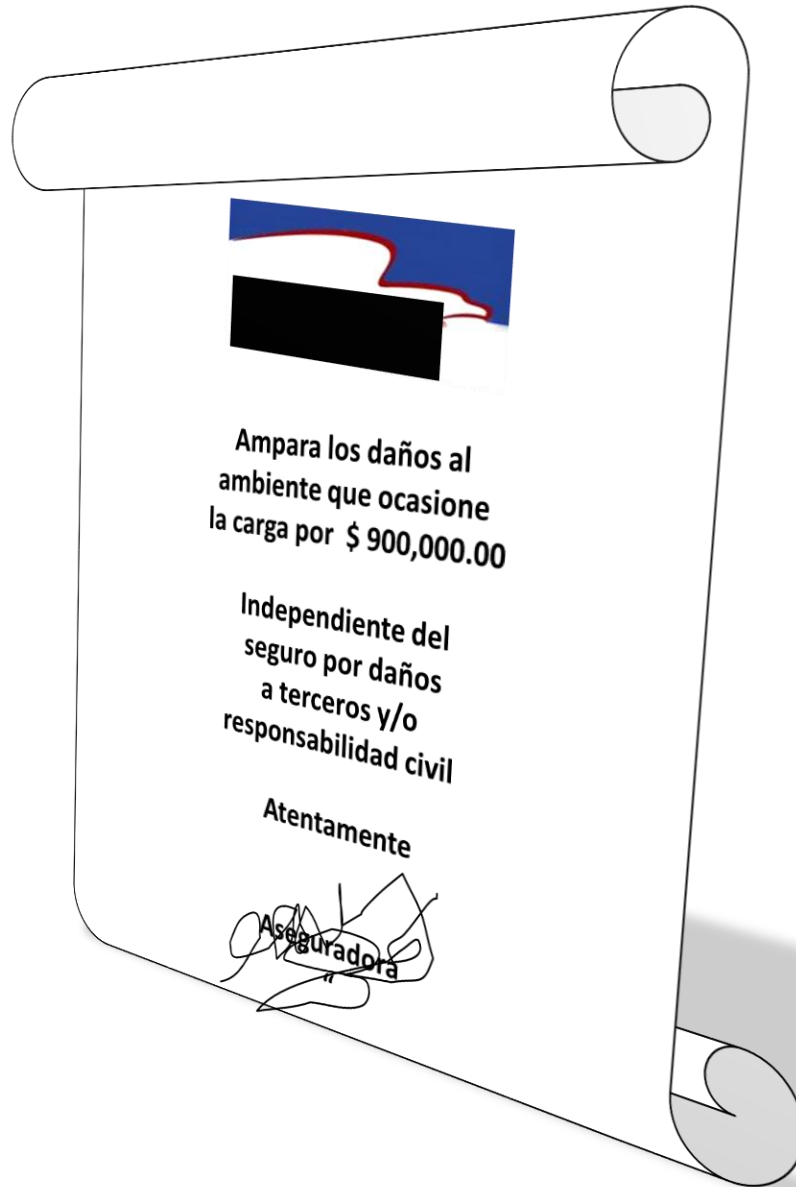 Ampara los daños al
ambiente que ocasione
la carga por $ 900,000.00
Independiente del
seguro por daños
a terceros y/o
responsabilidad civil
Atentamente
Aseguradora
"